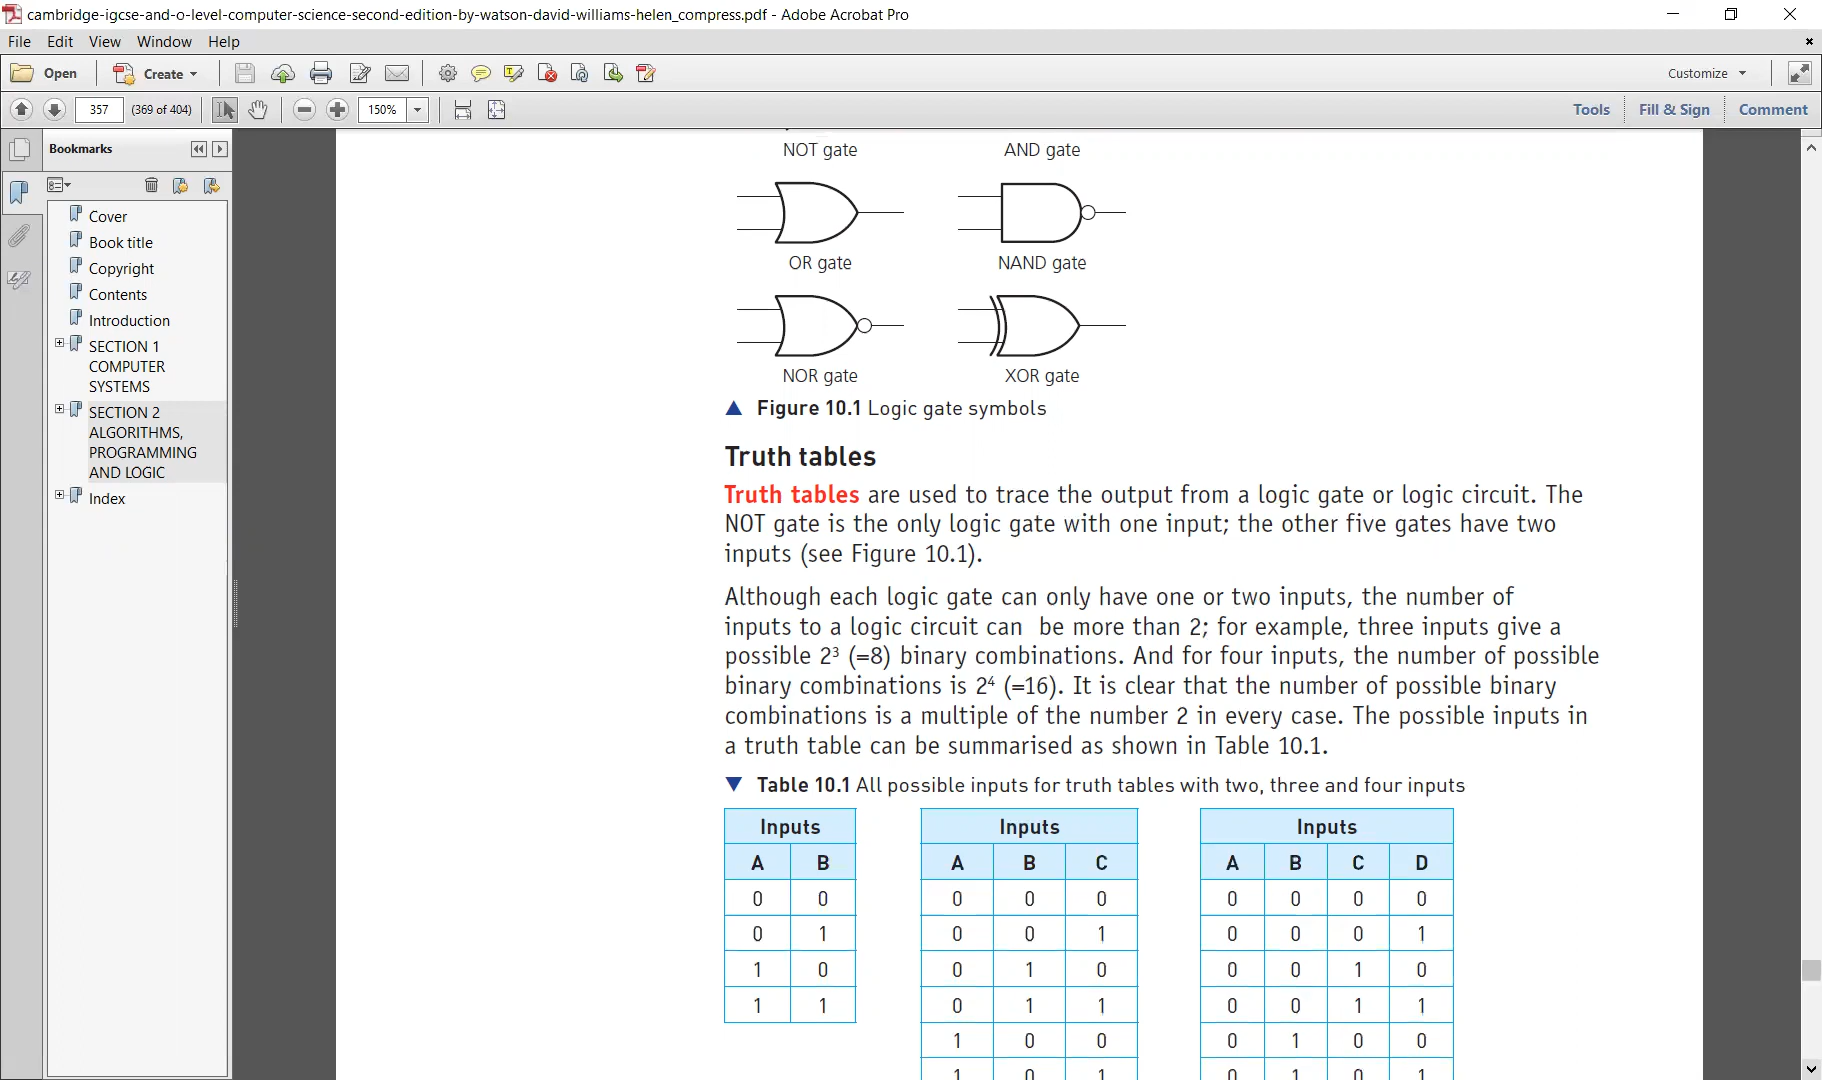 cambridge-igcse-and-o-level-computer-science-second-edition-by-watson-david-williams-helen_compress.pdf - Adobe Acrobat Pro
File Edit View Window Help
Open Create Customize
357 (369 of 404) 150% Tools Fill & Sign Comment
Bookmarks
Cover
Book title
Copyright
Contents
Introduction
SECTION 1
COMPUTER
SYSTEMS
SECTION 2
ALGORITHMS,
PROGRAMMING
AND LOGIC
Index
NOT gate AND gate
OR gate NAND gate
NOR gate XOR gate
▲ Figure 10.1 Logic gate symbols
Truth tables
Truth tables are used to trace the output from a logic gate or logic circuit. The
NOT gate is the only logic gate with one input; the other five gates have two
inputs (see Figure 10.1).
Although each logic gate can only have one or two inputs, the number of
inputs to a logic circuit can be more than 2; for example, three inputs give a
possible 2³ (=8) binary combinations. And for four inputs, the number of possible
binary combinations is 2⁴ (=16). It is clear that the number of possible binary
combinations is a multiple of the number 2 in every case. The possible inputs in
a truth table can be summarised as shown in Table 10.1.
▼ Table 10.1 All possible inputs for truth tables with two, three and four inputs
Inputs Inputs Inputs
A B A B C A B C D
0 0 0 0 0 0 0 0 0
0 1 0 0 1 0 0 0 1
1 0 0 1 0 0 0 1 0
1 1 0 1 1 0 0 1 1
1 0 0 0 1 0 0
1 0 1 0 1 0 1